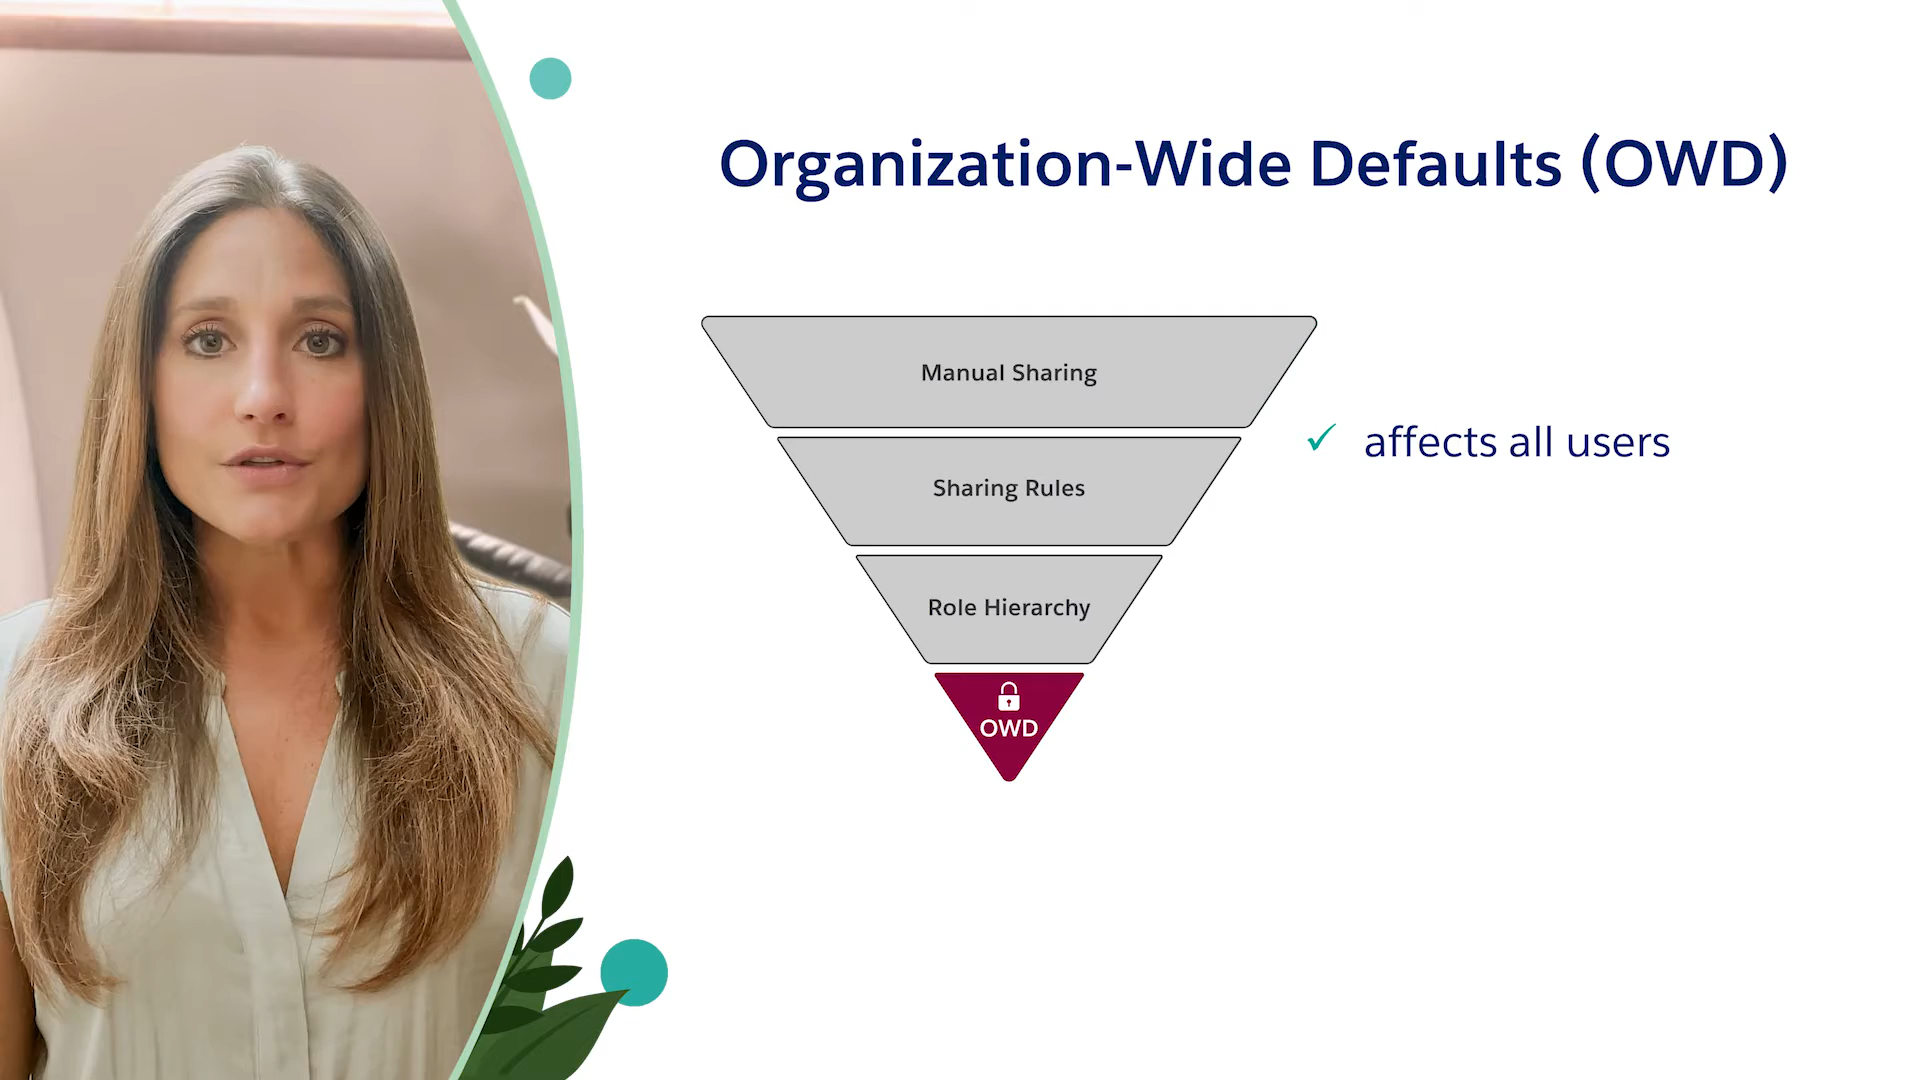 Organization-Wide Defaults (OWD)
Manual Sharing
✓ affects all users
Sharing Rules
Role Hierarchy
OWD